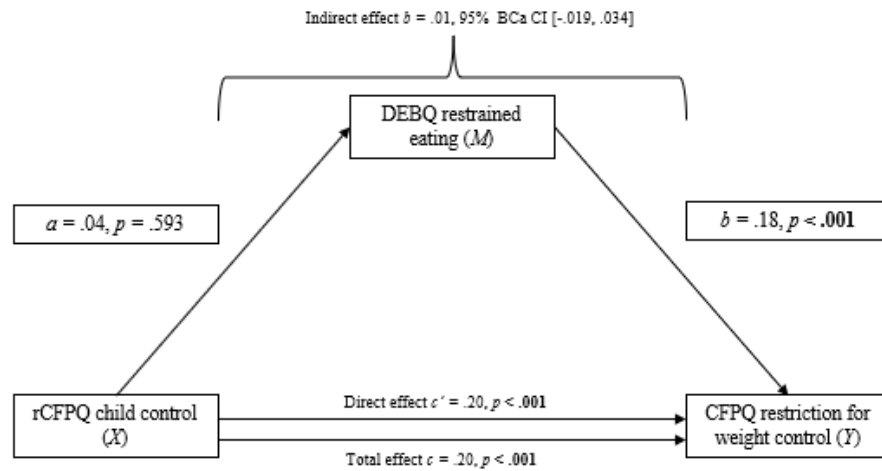 Indirect effect b = .01, 95% BCa CI [-.019, .034]
DEBQ restrained
eating (M)
a = .04, p = .593
b = .18, p < .001
rCFPQ child control
(X)
Direct effect c′ = .20, p < .001
Total effect c = .20, p < .001
CFPQ restriction for
weight control (Y)